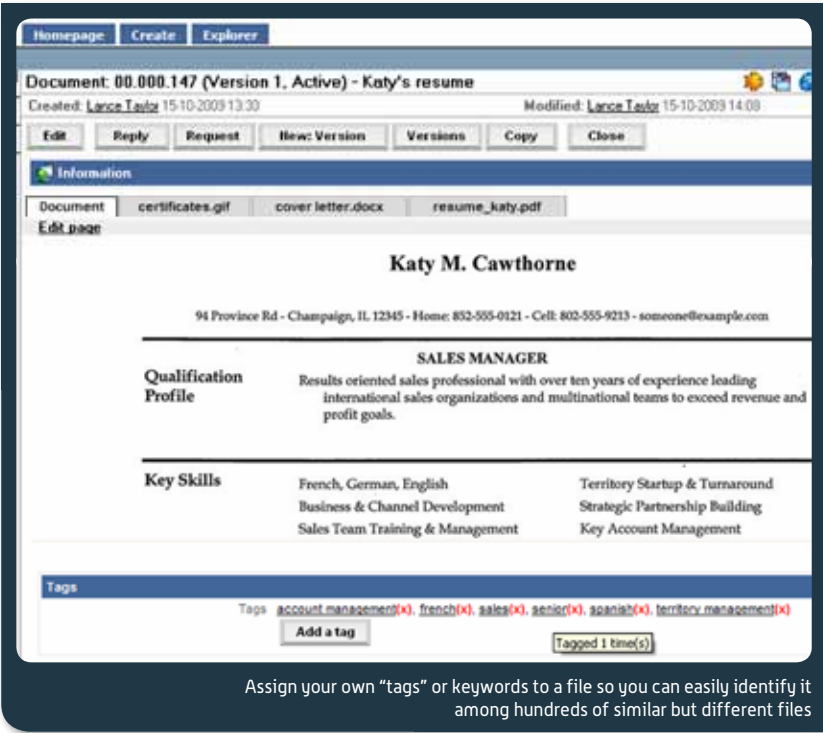 Homepage Create Explorer
Document: 00.000.147 (Version 1, Active) - Katy's resume
Created: Lance Taylor 15-10-2009 13:30 Modified: Lance Taylor 15-10-2009 14:08
Edit Reply Request New: Version Versions Copy Close
Information
Document certificates.gif cover letter.docx resume_katy.pdf
Edit page
Katy M. Cawthorne
94 Province Rd - Champaign, IL 12345 - Home: 852-555-0121 - Cell: 802-555-9213 - someone@example.com
SALES MANAGER
Qualification Profile
Results oriented sales professional with over ten years of experience leading
international sales organizations and multinational teams to exceed revenue and
profit goals.
Key Skills
French, German, English Territory Startup & Turnaround
Business & Channel Development Strategic Partnership Building
Sales Team Training & Management Key Account Management
Tags
Tags account management(x), french(x), sales(x), senior(x), spanish(x), territory management(x)
Add a tag
Tagged 1 time(s)
Assign your own “tags” or keywords to a file so you can easily identify it
among hundreds of similar but different files